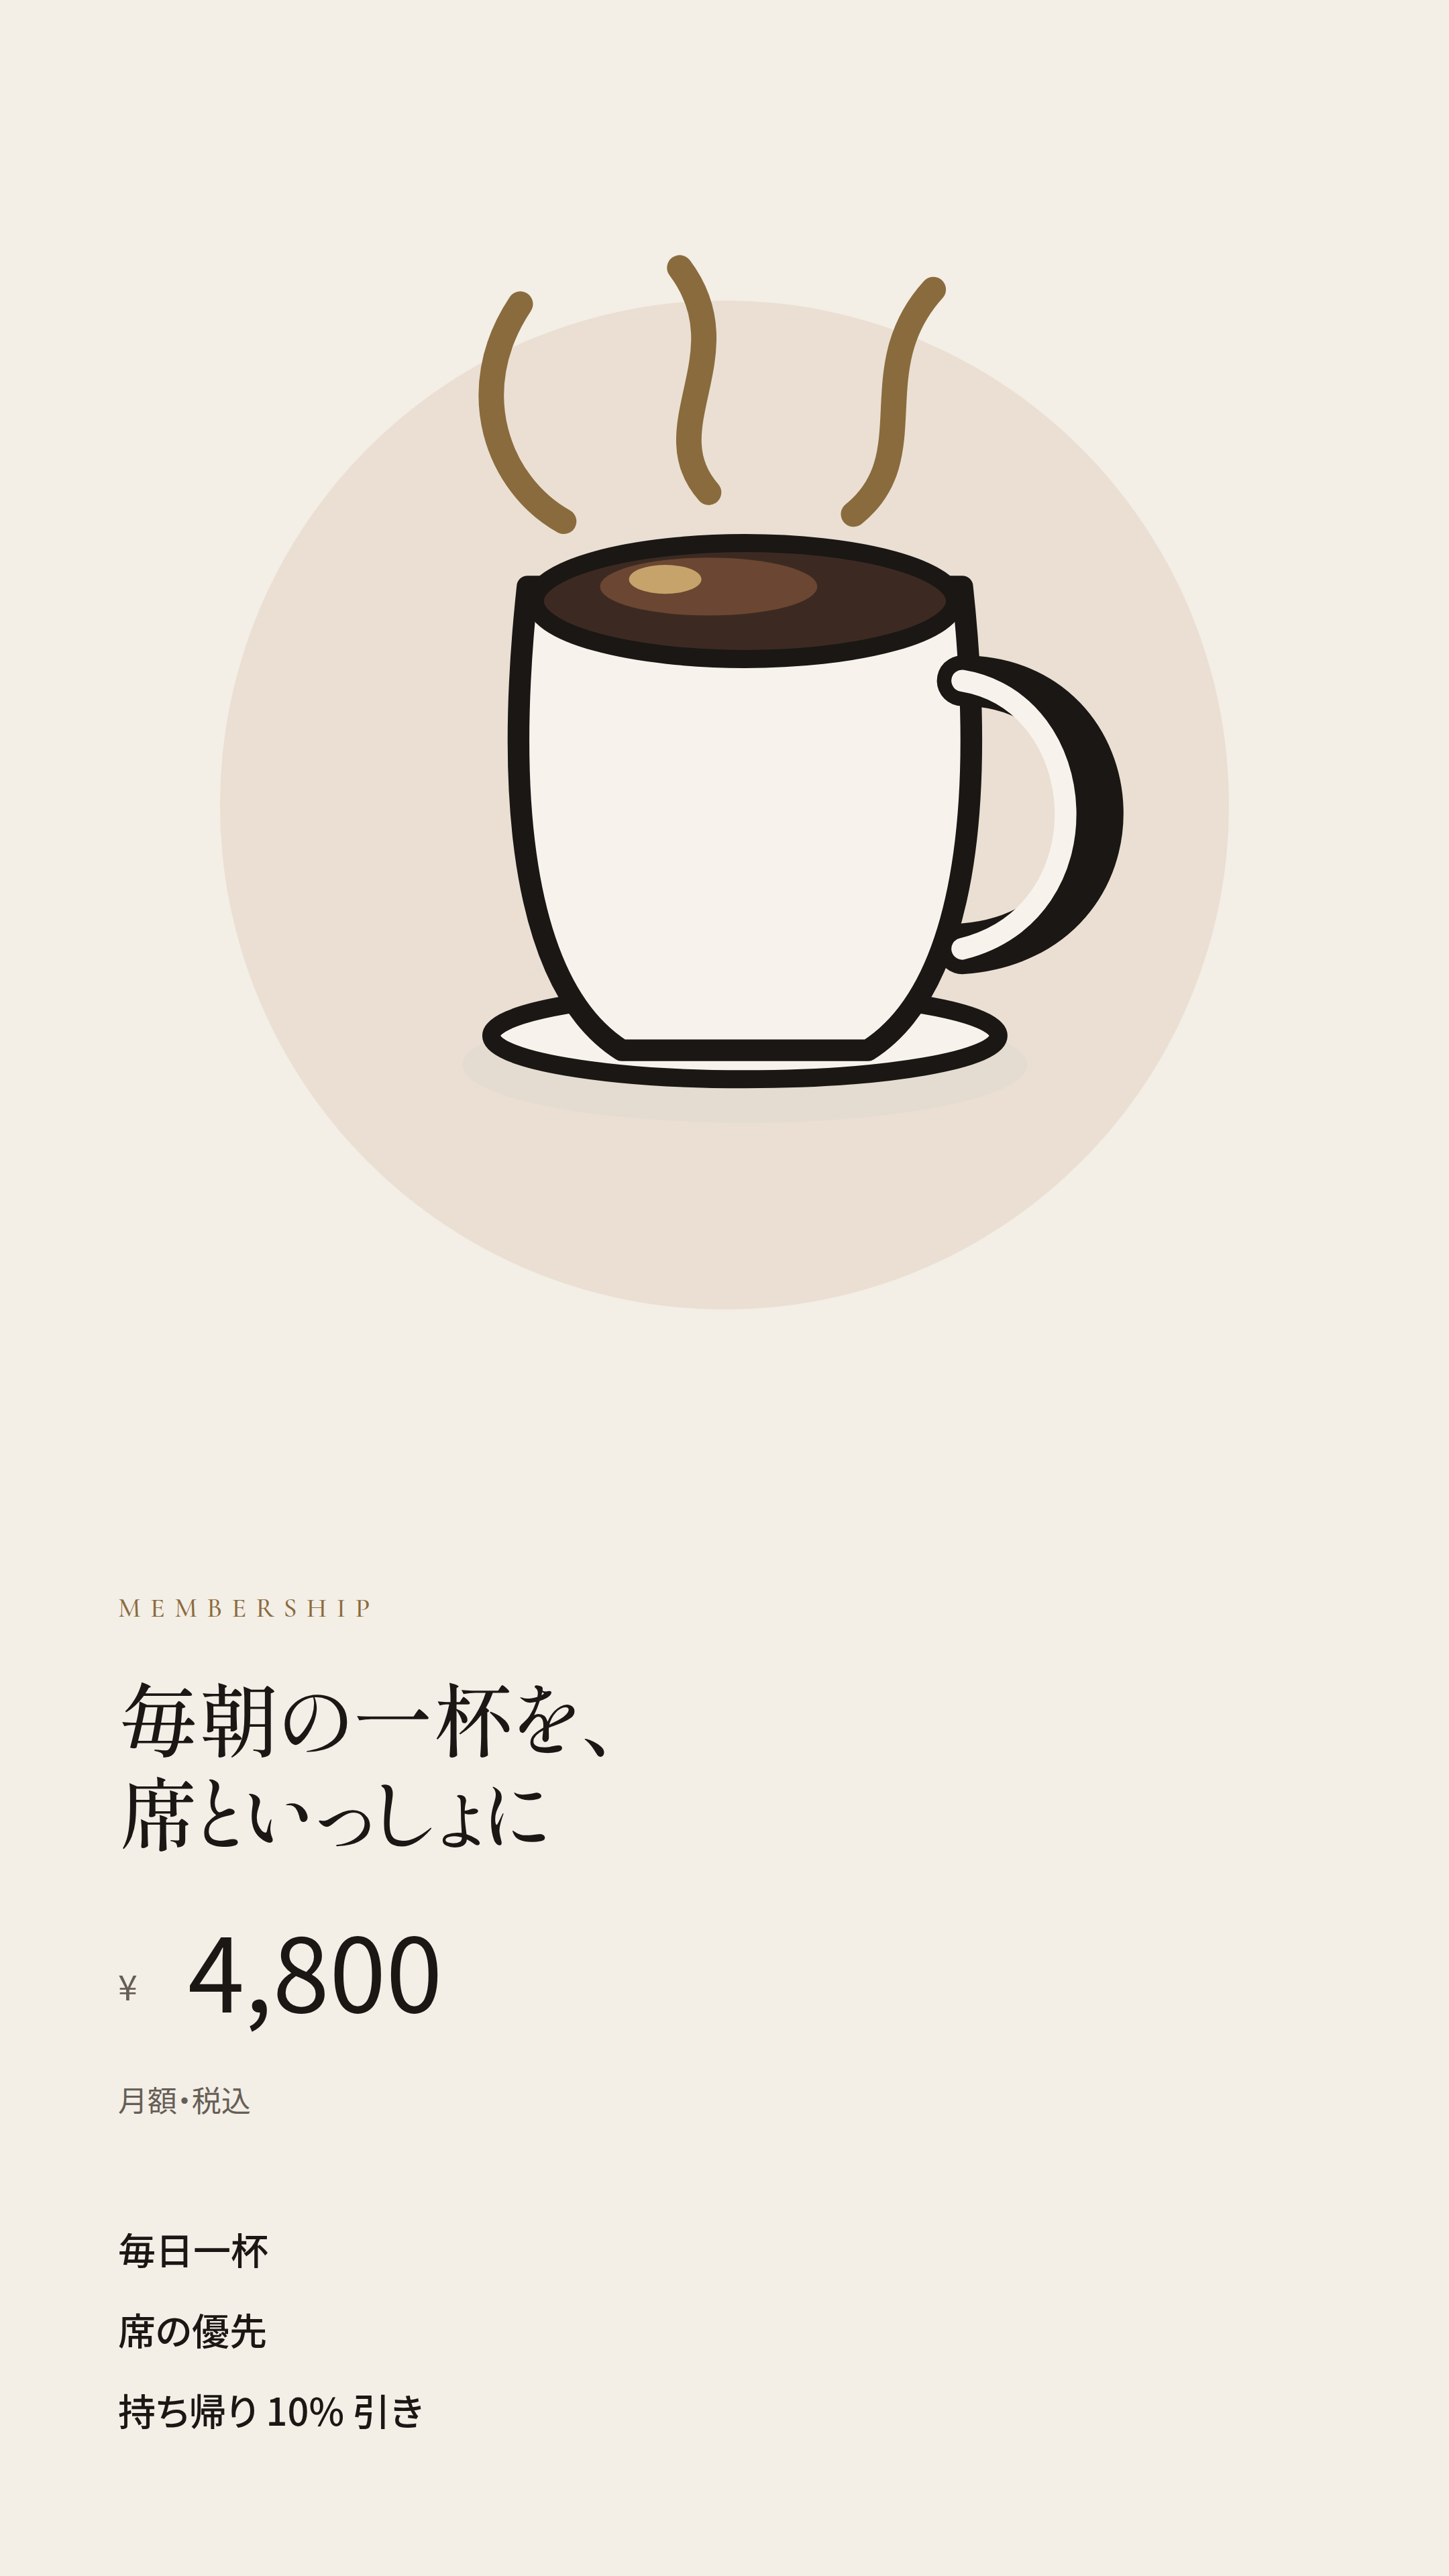 MEMBERSHIP
毎朝の一杯を、
席といっしょに
¥ 4,800
月額・税込
毎日一杯
席の優先
持ち帰り 10% 引き